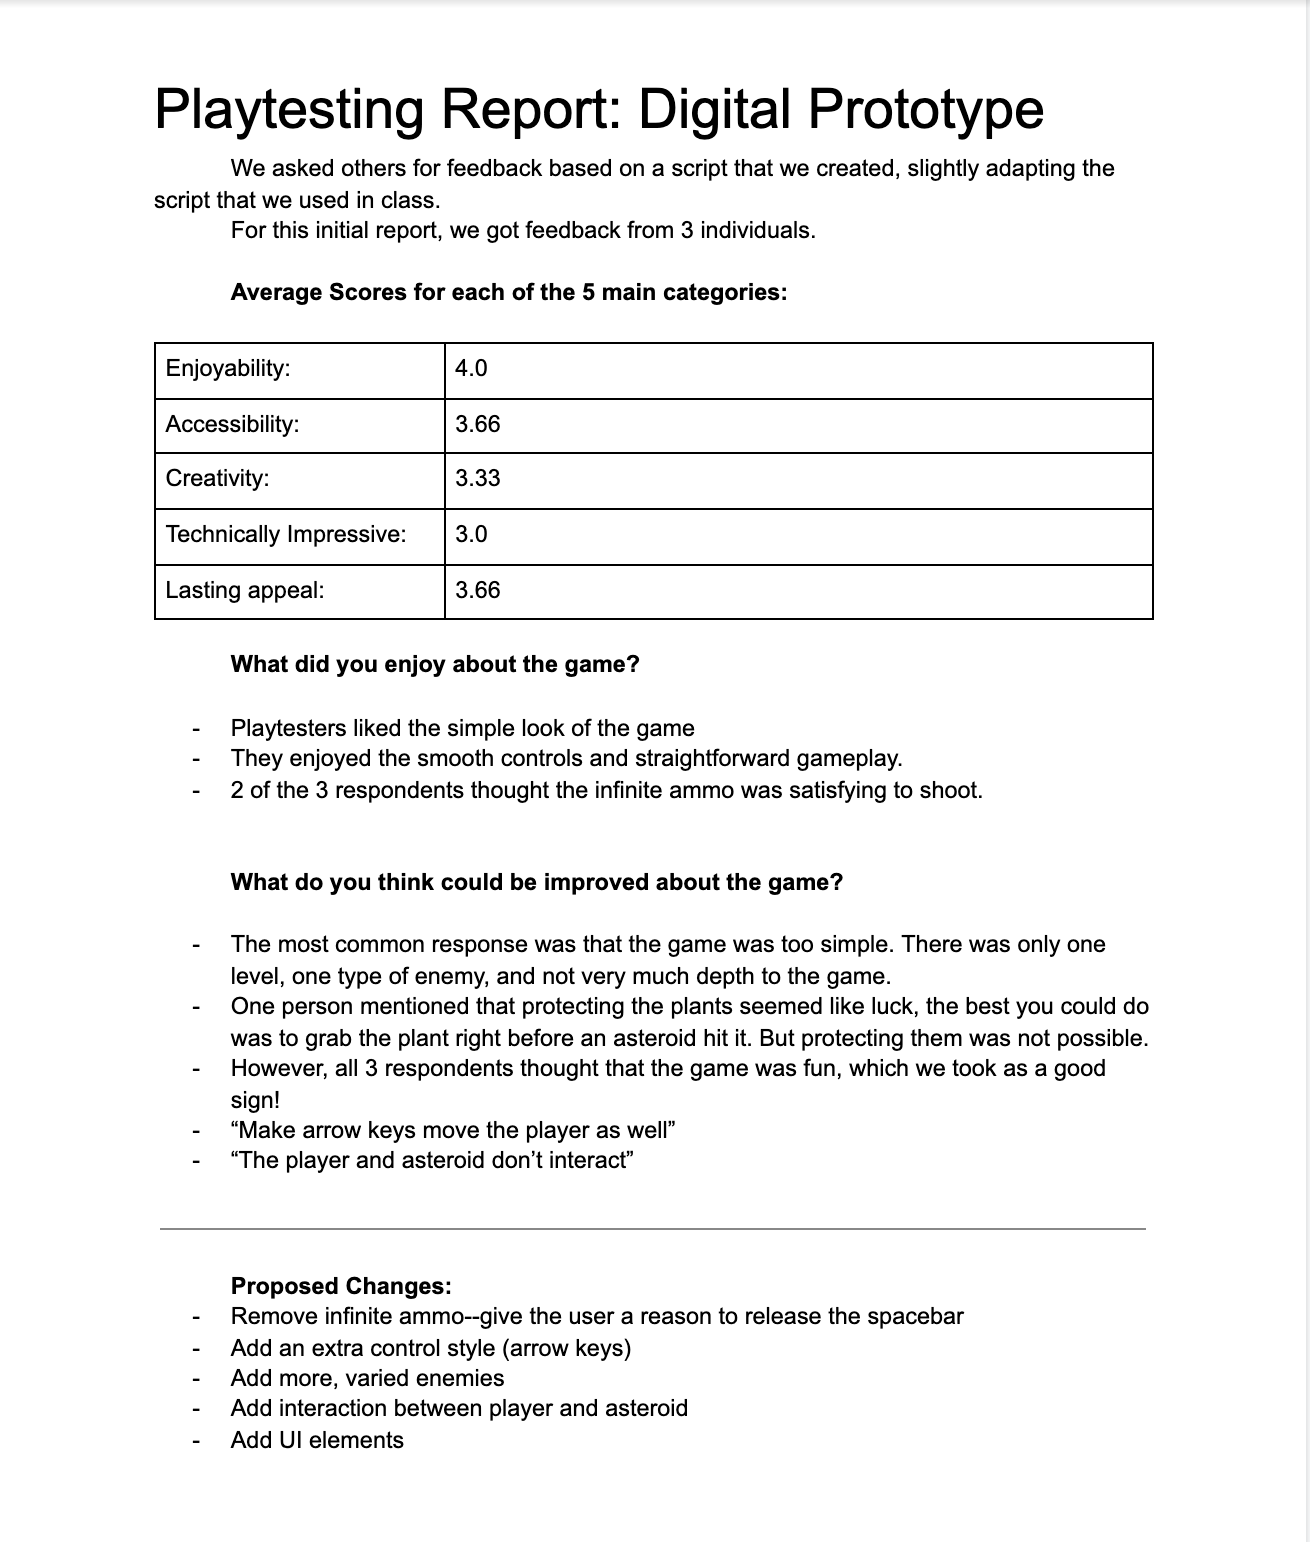 Playtesting Report: Digital Prototype
We asked others for feedback based on a script that we created, slightly adapting the
script that we used in class.
For this initial report, we got feedback from 3 individuals.
Average Scores for each of the 5 main categories:
Enjoyability: 4.0
Accessibility: 3.66
Creativity: 3.33
Technically Impressive: 3.0
Lasting appeal: 3.66
What did you enjoy about the game?
- Playtesters liked the simple look of the game
- They enjoyed the smooth controls and straightforward gameplay.
- 2 of the 3 respondents thought the infinite ammo was satisfying to shoot.
What do you think could be improved about the game?
- The most common response was that the game was too simple. There was only one
level, one type of enemy, and not very much depth to the game.
- One person mentioned that protecting the plants seemed like luck, the best you could do
was to grab the plant right before an asteroid hit it. But protecting them was not possible.
- However, all 3 respondents thought that the game was fun, which we took as a good
sign!
- “Make arrow keys move the player as well”
- “The player and asteroid don’t interact”
Proposed Changes:
- Remove infinite ammo--give the user a reason to release the spacebar
- Add an extra control style (arrow keys)
- Add more, varied enemies
- Add interaction between player and asteroid
- Add UI elements